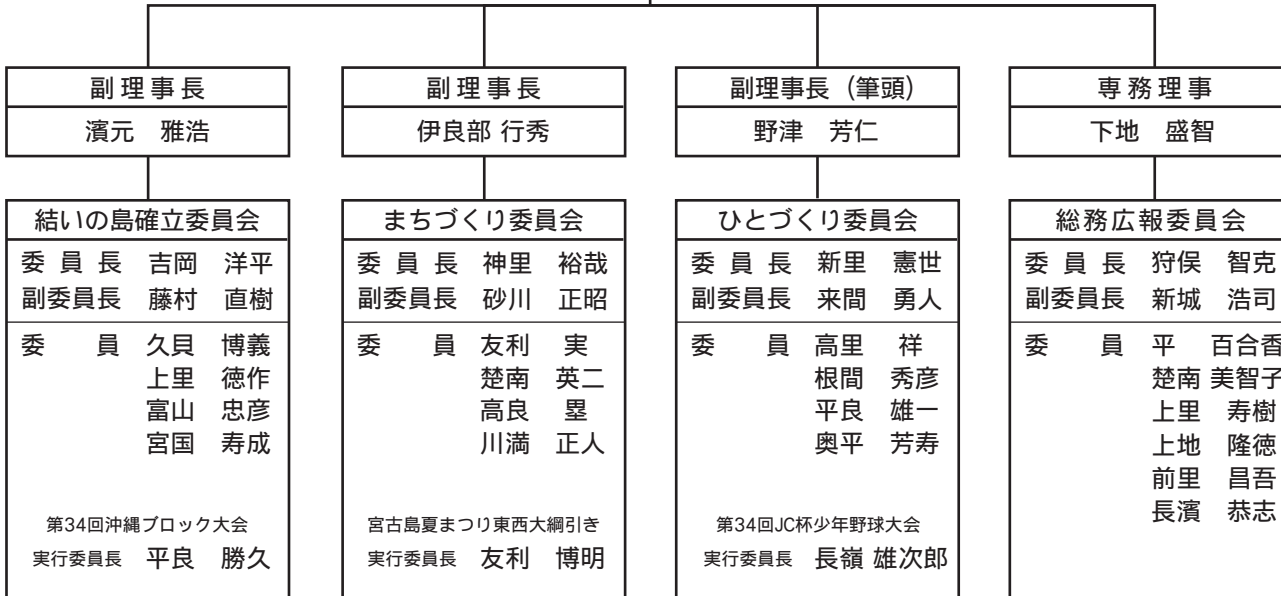 副理事長
濱元 雅浩
結いの島確立委員会
委員長 吉岡 洋平
副委員長 藤村 直樹
委員 久貝 博義
上里 徳作
富山 忠彦
宮国 寿成
第34回沖縄ブロック大会
実行委員長 平良 勝久
副理事長
伊良部 行秀
まちづくり委員会
委員長 神里 裕哉
副委員長 砂川 正昭
委員 友利 実
楚南 英二
高良 塁
川満 正人
宮古島夏まつり東西大綱引き
実行委員長 友利 博明
副理事長（筆頭）
野津 芳仁
ひとづくり委員会
委員長 新里 憲世
副委員長 来間 勇人
委員 高里 祥
根間 秀彦
平良 雄一
奥平 芳寿
第34回JC杯少年野球大会
実行委員長 長嶺 雄次郎
専務理事
下地 盛智
総務広報委員会
委員長 狩俣 智克
副委員長 新城 浩司
委員 平 百合香
楚南 美智子
上里 寿樹
上地 隆徳
前里 昌吾
長濱 恭志